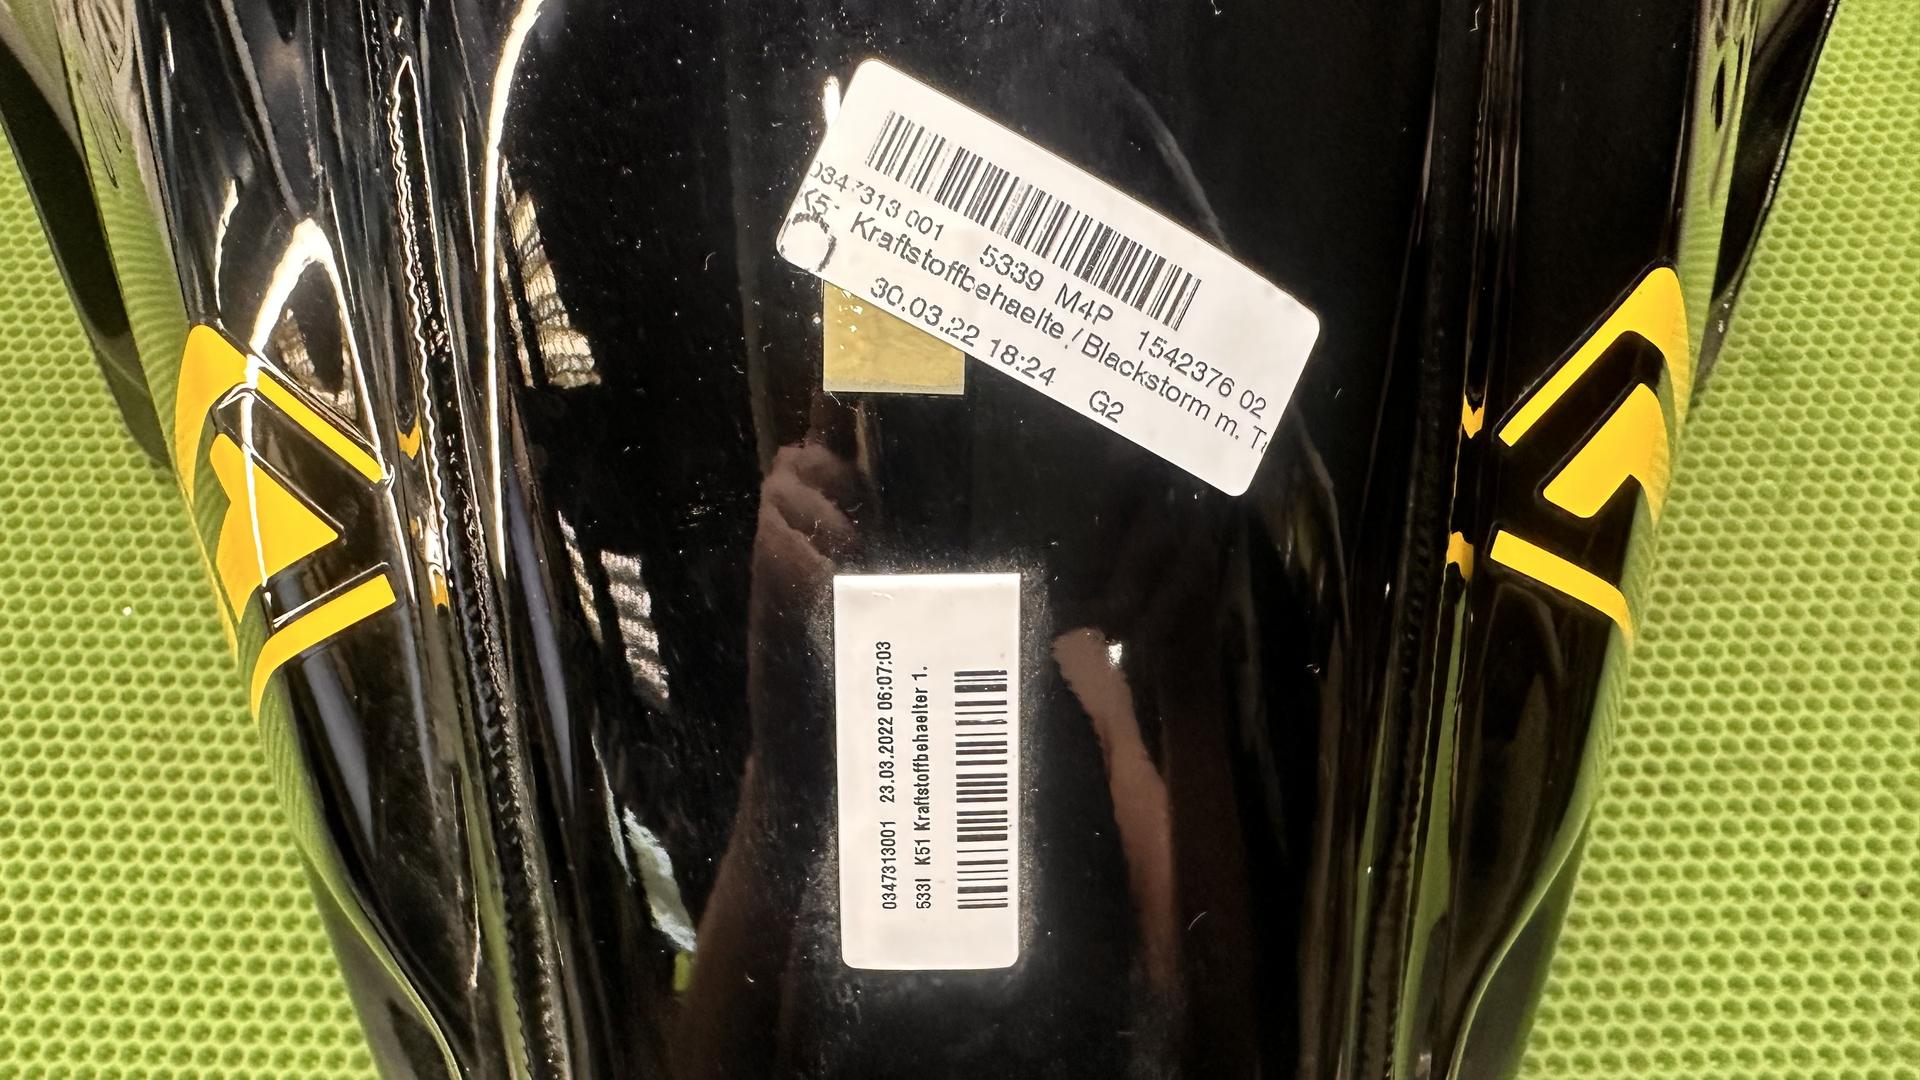 0347313 001 5339 M4P 1542376 02
K51 Kraftstoffbehaelte / Blackstorm m.
30.03.22 18:24 G2
0347313001 23.03.2022 06:07:03
533I K51 Kraftstoffbehaelter 1.